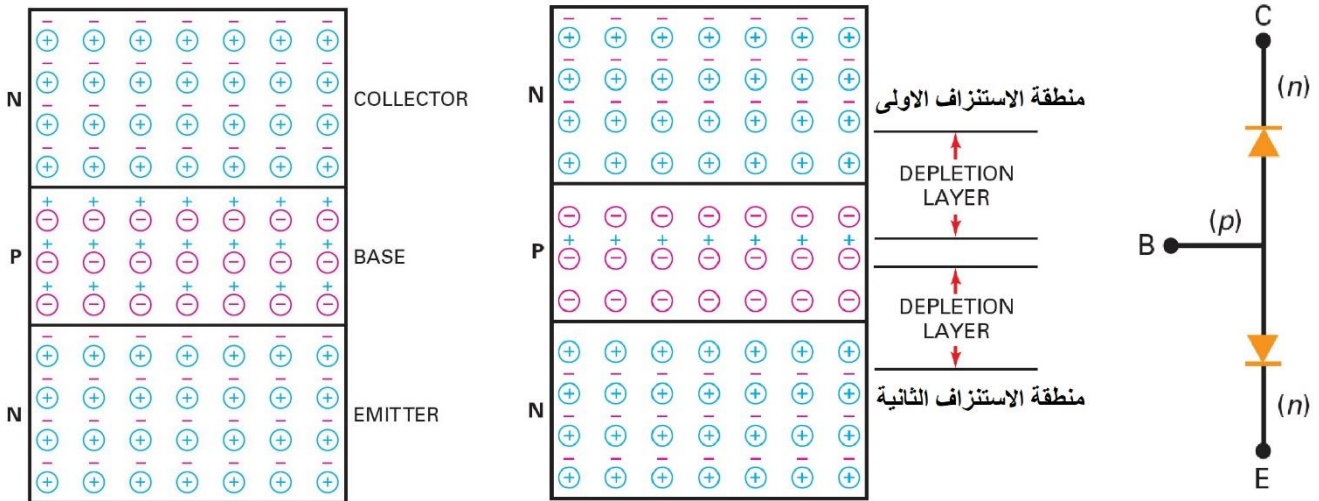 N
COLLECTOR
P
BASE
N
EMITTER
N
P
N
منطقة الاستنزاف الاولى
DEPLETION
LAYER
DEPLETION
LAYER
منطقة الاستنزاف الثانية
C
(n)
B
(p)
(n)
E